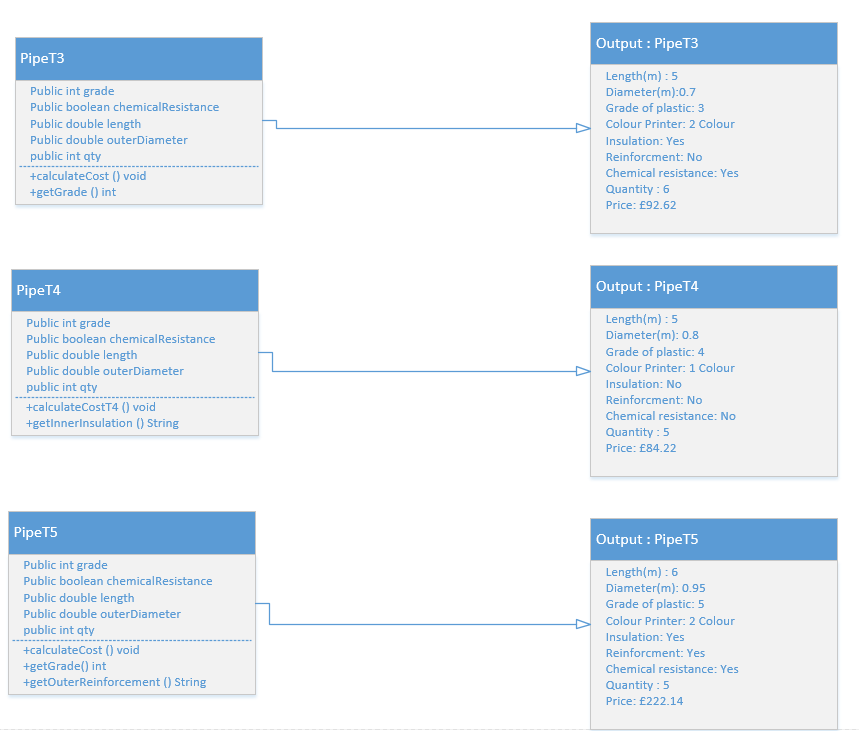 PipeT3
Public int grade
Public boolean chemicalResistance
Public double length
Public double outerDiameter
public int qty
+calculateCost () void
+getGrade () int
Output : PipeT3
Length(m) : 5
Diameter(m):0.7
Grade of plastic: 3
Colour Printer: 2 Colour
Insulation: Yes
Reinforcment: No
Chemical resistance: Yes
Quantity : 6
Price: £92.62
PipeT4
Public int grade
Public boolean chemicalResistance
Public double length
Public double outerDiameter
public int qty
+calculateCostT4 () void
+getInnerInsulation () String
Output : PipeT4
Length(m) : 5
Diameter(m): 0.8
Grade of plastic: 4
Colour Printer: 1 Colour
Insulation: No
Reinforcment: No
Chemical resistance: No
Quantity : 5
Price: £84.22
PipeT5
Public int grade
Public boolean chemicalResistance
Public double length
Public double outerDiameter
public int qty
+calculateCost () void
+getGrade() int
+getOuterReinforcement () String
Output : PipeT5
Length(m) : 6
Diameter(m): 0.95
Grade of plastic: 5
Colour Printer: 2 Colour
Insulation: Yes
Reinforcment: Yes
Chemical resistance: Yes
Quantity : 5
Price: £222.14